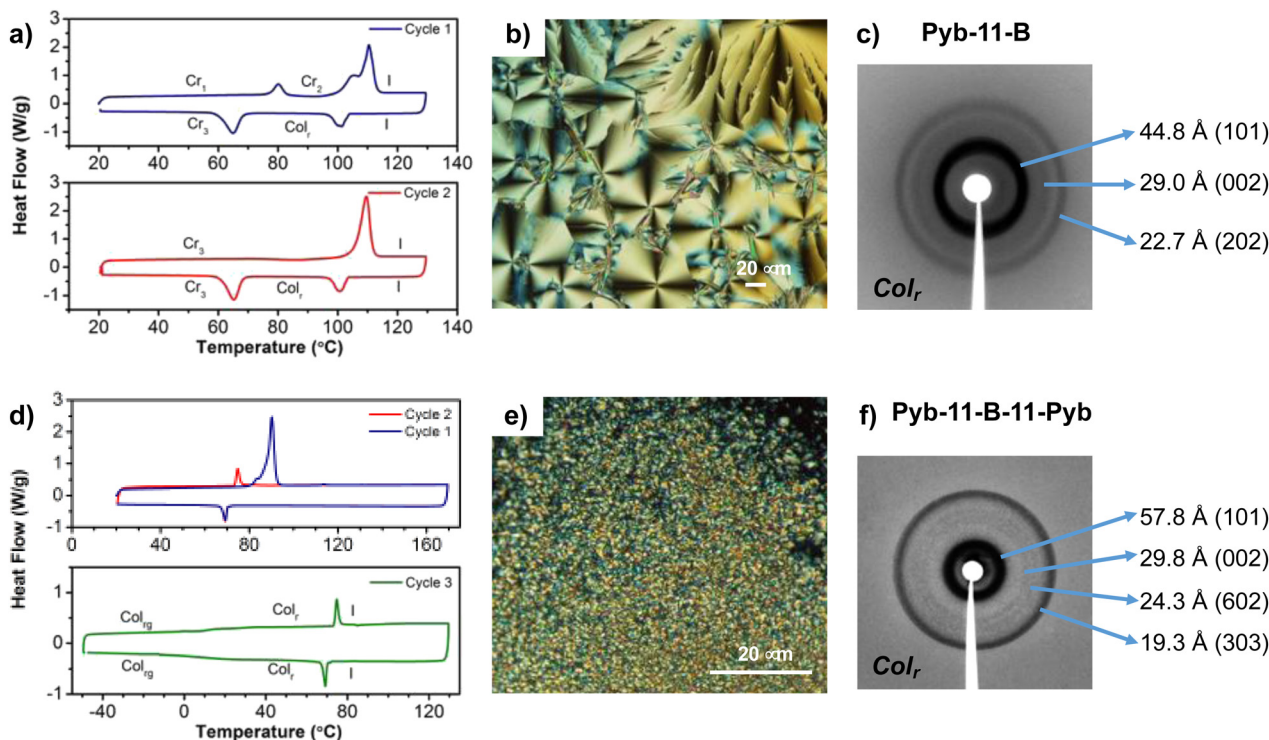 a)
3
2
1
0
-1
Cycle 1
Cr1
Cr2
I
Cr3
Colr
I
20 40 60 80 100 120 140
3
2
1
0
-1
Cycle 2
Cr3
I
Cr3
Colr
I
20 40 60 80 100 120 140
Heat Flow (W/g)
Temperature (°C)
b)
20 ∝m
c) Pyb-11-B
44.8 Å (101)
29.0 Å (002)
22.7 Å (202)
Colr
d)
3
2
1
0
-1
Cycle 2
Cycle 1
0 40 80 120 160
1
0
-1
Cycle 3
Colrg
Colr
I
Colrg
Colr
I
-40 0 40 80 120
Heat Flow (W/g)
Temperature (°C)
e)
20 ∝m
f) Pyb-11-B-11-Pyb
57.8 Å (101)
29.8 Å (002)
24.3 Å (602)
19.3 Å (303)
Colr